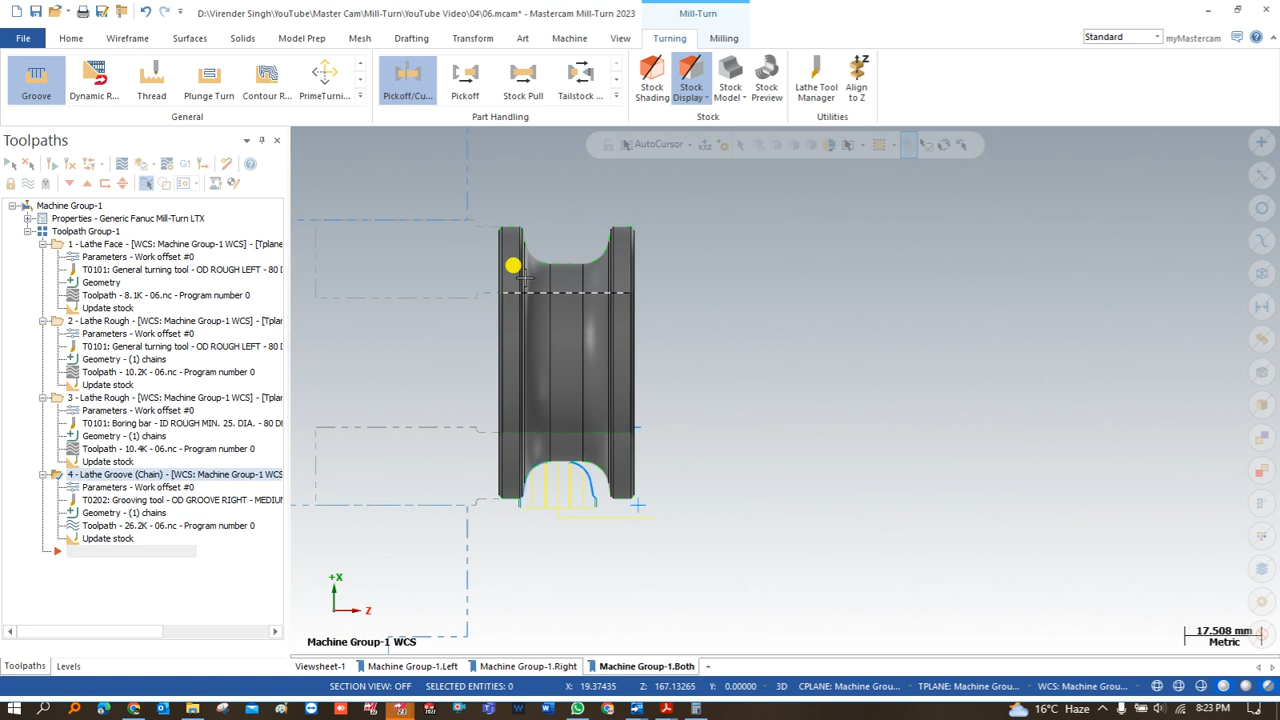 D:\Virender Singh\YouTube\Master Cam\Mill-Turn\YouTube Video\04\06.mcam* - Mastercam Mill-Turn 2023
Mill-Turn
File Home Wireframe Surfaces Solids Model Prep Mesh Drafting Transform Art Machine View Turning Milling
Standard
myMastercam
Groove Dynamic R... Thread Plunge Turn Contour R... PrimeTurni...
Pickoff/Cu... Pickoff Stock Pull Tailstock ...
Stock Shading Stock Display Stock Model Stock Preview
Lathe Tool Manager Align to Z
General Part Handling Stock Utilities
Toolpaths
AutoCursor
G1
Machine Group-1
Properties - Generic Fanuc Mill-Turn LTX
Toolpath Group-1
1 - Lathe Face - [WCS: Machine Group-1 WCS] - [Tplane
Parameters - Work offset #0
T0101: General turning tool - OD ROUGH LEFT - 80 D
Geometry
Toolpath - 8.1K - 06.nc - Program number 0
Update stock
2 - Lathe Rough - [WCS: Machine Group-1 WCS] - [Tpl
Parameters - Work offset #0
T0101: General turning tool - OD ROUGH LEFT - 80 D
Geometry - (1) chains
Toolpath - 10.2K - 06.nc - Program number 0
Update stock
3 - Lathe Rough - [WCS: Machine Group-1 WCS] - [Tpl
Parameters - Work offset #0
T0101: Boring bar - ID ROUGH MIN. 25. DIA. - 80 D
Geometry - (1) chains
Toolpath - 10.4K - 06.nc - Program number 0
Update stock
4 - Lathe Groove (Chain) - [WCS: Machine Group-1 WCS
Parameters - Work offset #0
T0202: Grooving tool - OD GROOVE RIGHT - MEDIUM
Geometry - (1) chains
Toolpath - 26.2K - 06.nc - Program number 0
Update stock
+X
Z
Machine Group-1 WCS
17.508 mm
Metric
Toolpaths Levels
Viewsheet-1 Machine Group-1.Left Machine Group-1.Right Machine Group-1.Both +
SECTION VIEW: OFF SELECTED ENTITIES: 0 X: 19.37435 Z: 167.13265 Y: 0.00000 3D CPLANE: Machine Grou... TPLANE: Machine Grou... WCS: Machine Grou...
16°C Haze 8:23 PM